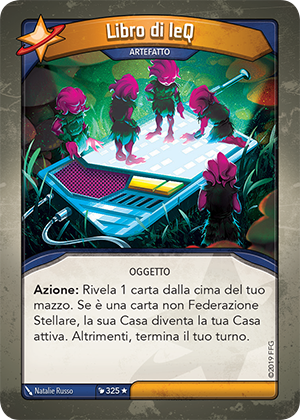 Libro di leQ
ARTEFATTO
OGGETTO
Azione: Rivela 1 carta dalla cima del tuo
mazzo. Se è una carta non Federazione
Stellare, la sua Casa diventa la tua Casa
attiva. Altrimenti, termina il tuo turno.
©2019 FFG
Natalie Russo
325